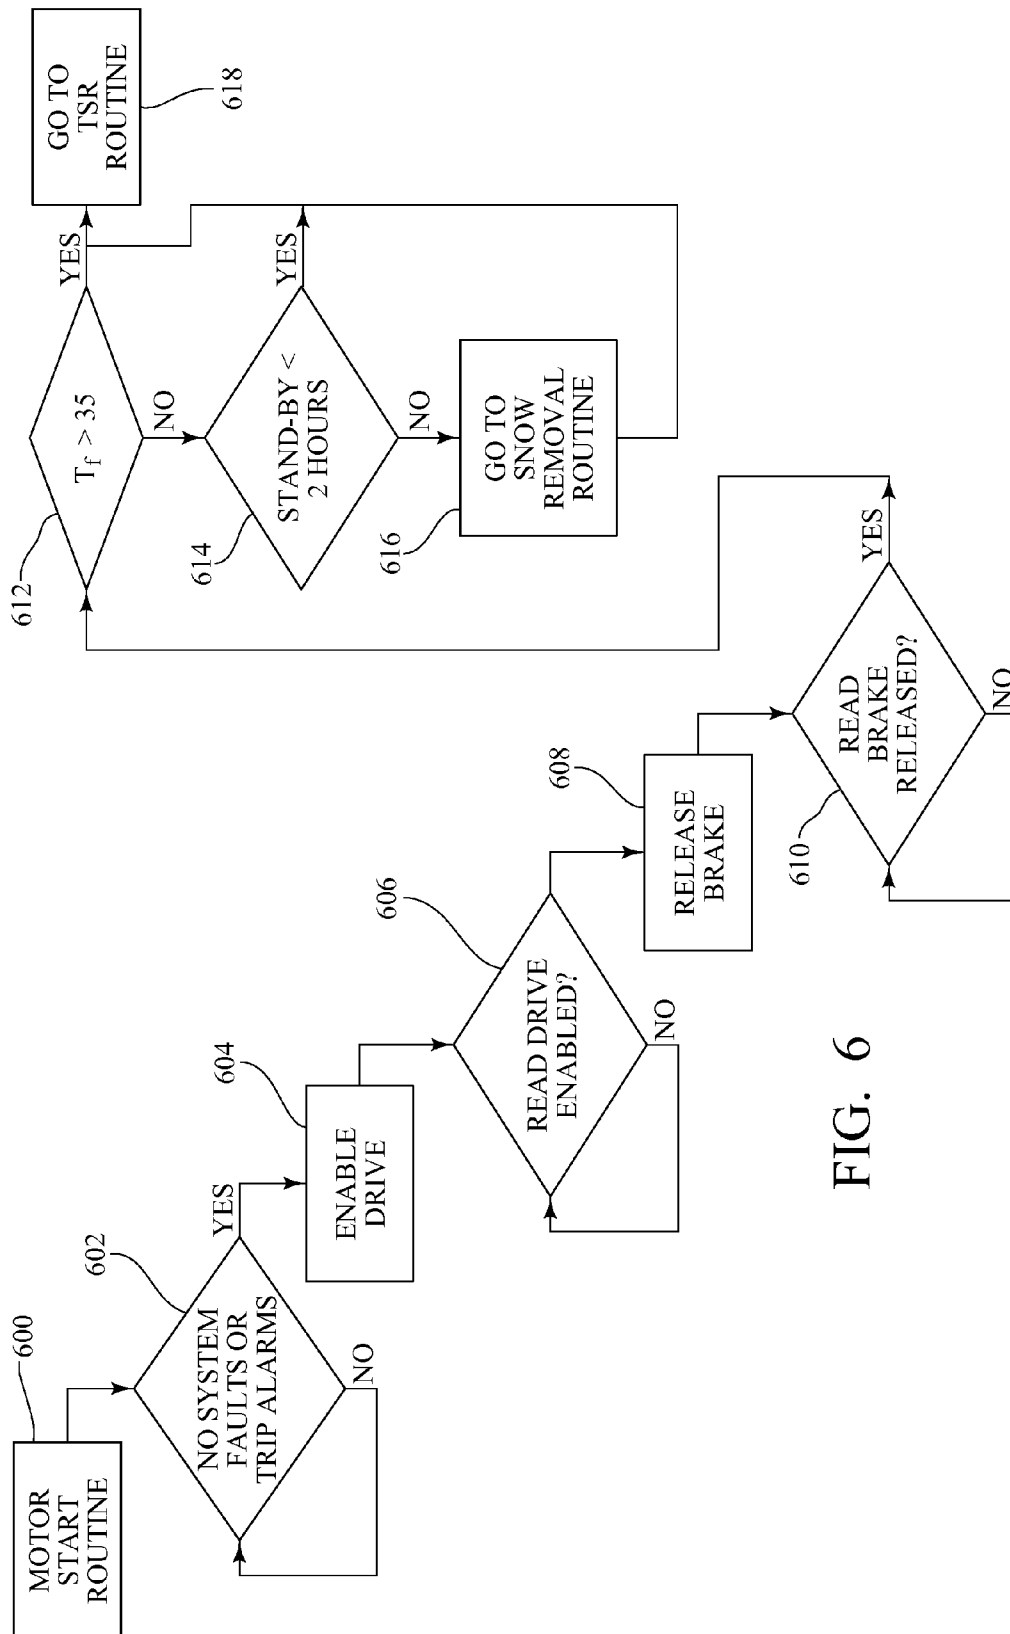 600
MOTOR
START
ROUTINE
602
NO SYSTEM
FAULTS OR
TRIP ALARMS
YES
NO
604
ENABLE
DRIVE
606
READ DRIVE
ENABLED?
NO
608
RELEASE
BRAKE
610
READ
BRAKE
RELEASED?
YES
NO
612
Tf > 35
YES
NO
614
STAND-BY <
2 HOURS
YES
NO
616
GO TO
SNOW
REMOVAL
ROUTINE
GO TO
TSR
ROUTINE
618
FIG. 6